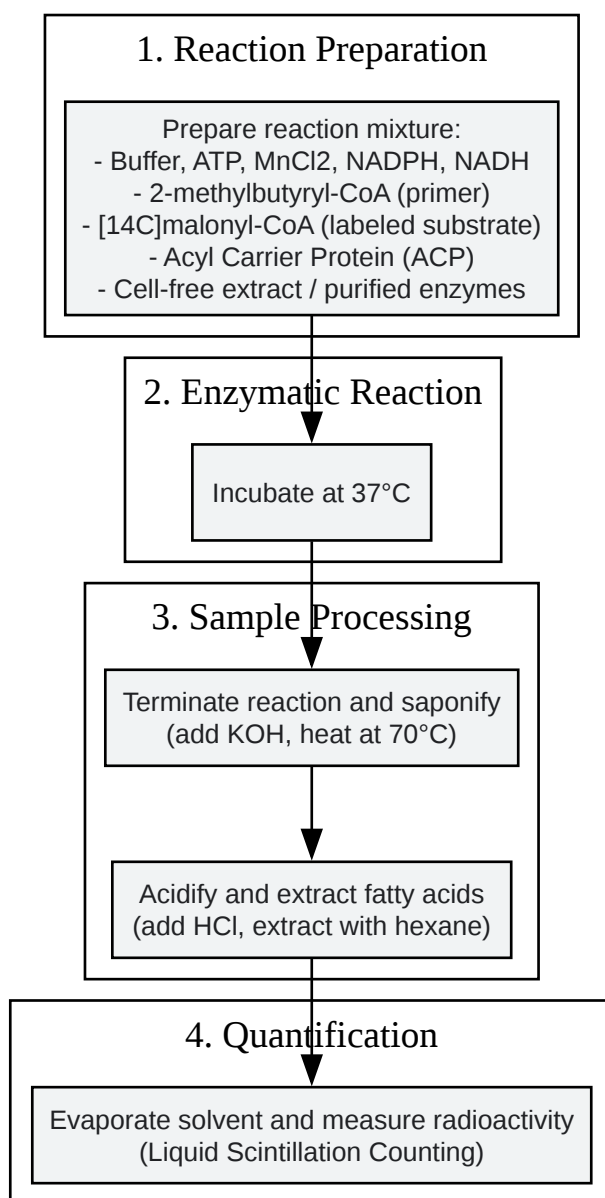 1. Reaction Preparation
Prepare reaction mixture:
- Buffer, ATP, MnCl2, NADPH, NADH
- 2-methylbutyryl-CoA (primer)
- [14C]malonyl-CoA (labeled substrate)
- Acyl Carrier Protein (ACP)
- Cell-free extract / purified enzymes
2. Enzymatic Reaction
Incubate at 37°C
3. Sample Processing
Terminate reaction and saponify
(add KOH, heat at 70°C)
Acidify and extract fatty acids
(add HCl, extract with hexane)
4. Quantification
Evaporate solvent and measure radioactivity
(Liquid Scintillation Counting)